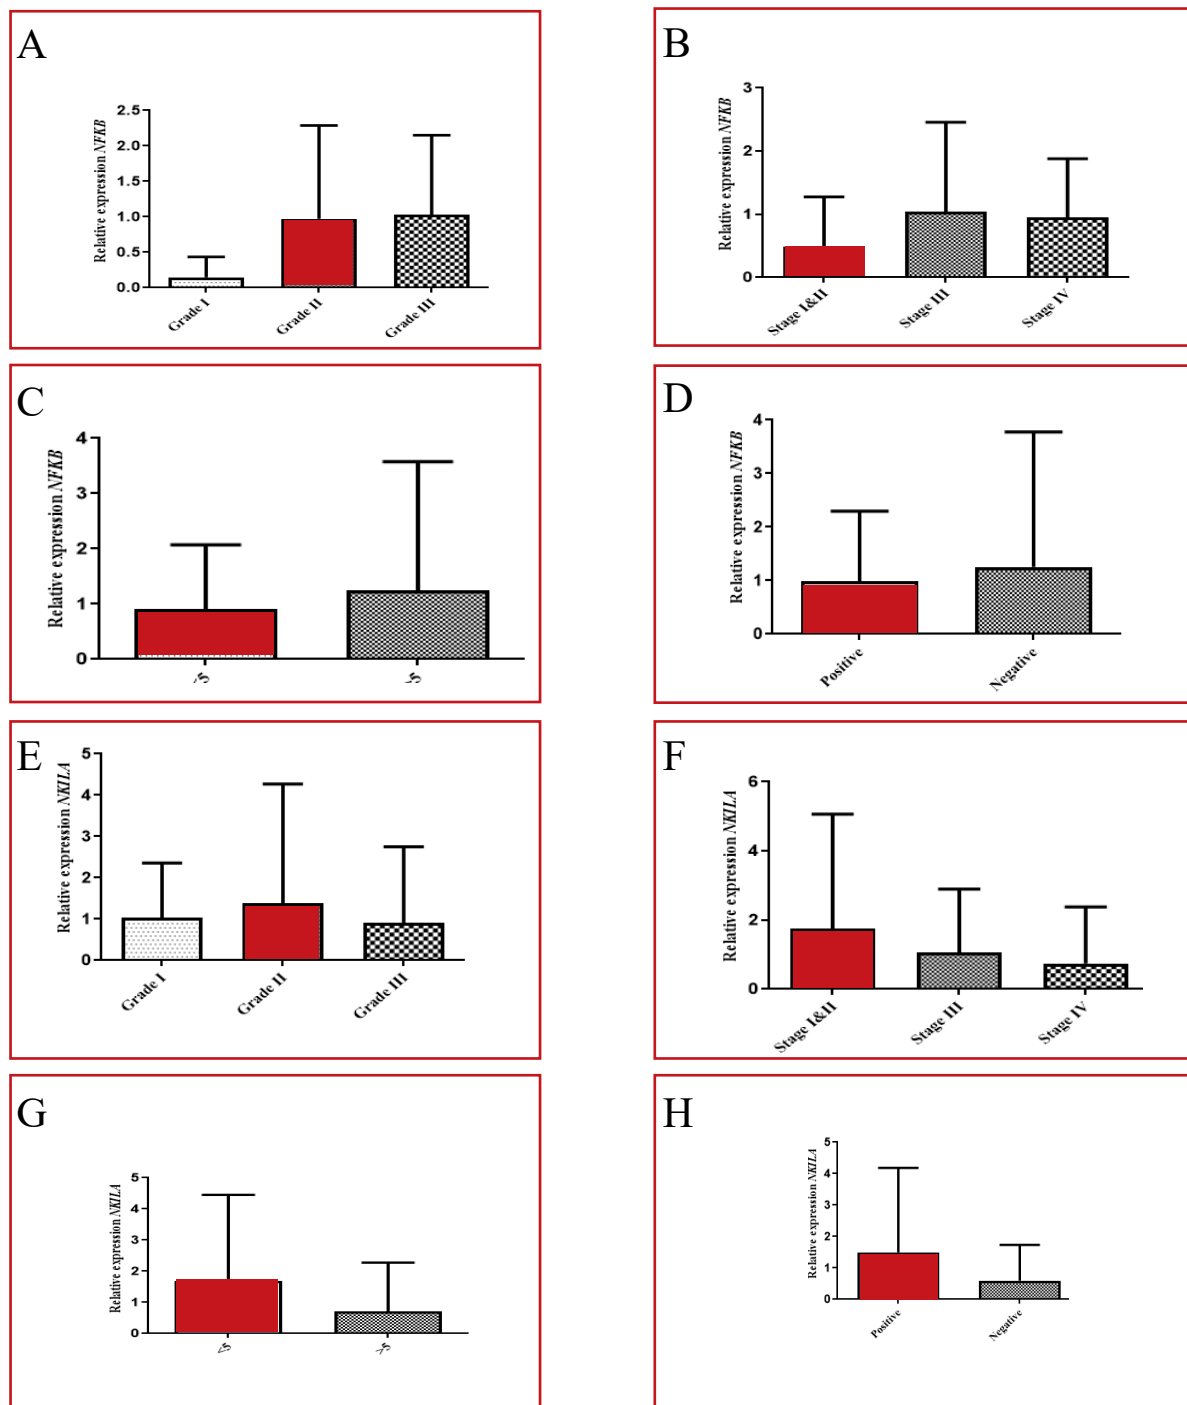 A
Relative expression NFKB
2.5
2.0
1.5
1.0
0.5
0.0
Grade I
Grade II
Grade III
B
Relative expression NFKB
3
2
1
0
Stage I&II
Stage III
Stage IV
C
Relative expression NFKB
4
3
2
1
0
D
Relative expression NFKB
4
3
2
1
0
Positive
Negative
E
Relative expression NKILA
5
4
3
2
1
0
Grade I
Grade II
Grade III
F
Relative expression NKILA
6
4
2
0
Stage I&II
Stage III
Stage IV
G
Relative expression NKILA
5
4
3
2
1
0
<5
>5
H
Relative expression NKILA
5
4
3
2
1
0
Positive
Negative